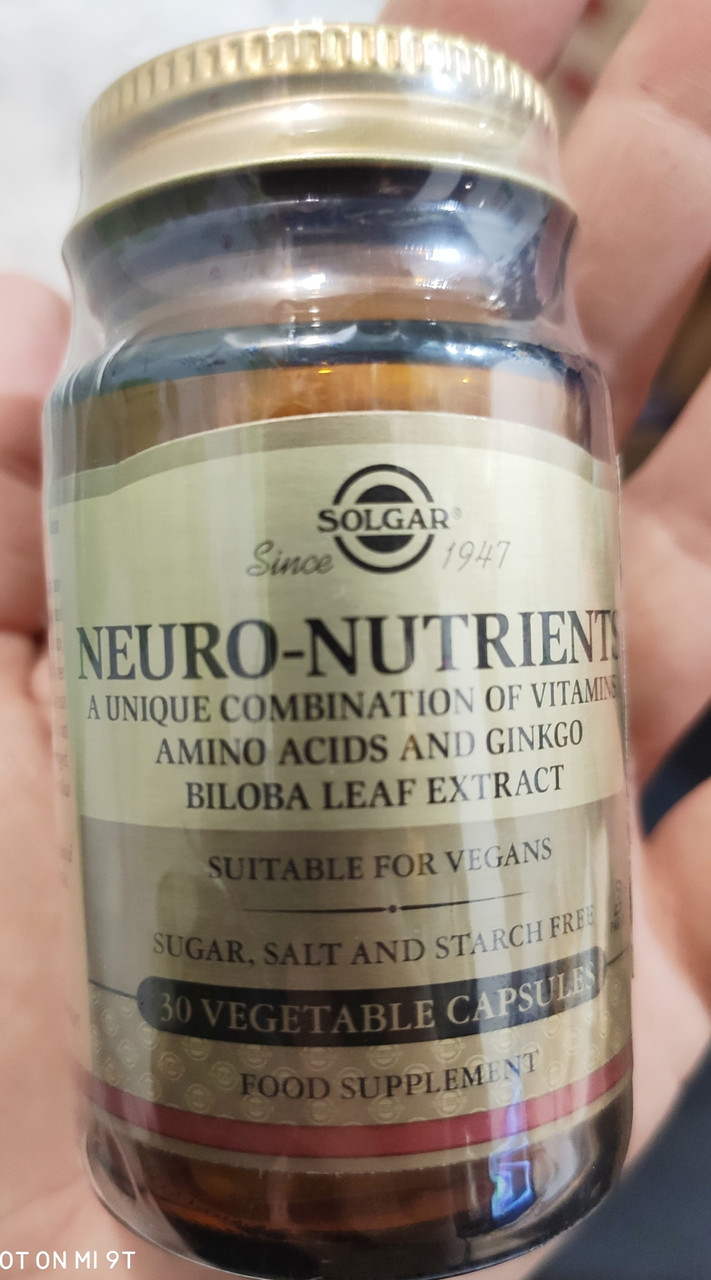 SOLGAR®
Since 1947
NEURO-NUTRIENTS
A UNIQUE COMBINATION OF VITAMINS
AMINO ACIDS AND GINKGO
BILOBA LEAF EXTRACT
SUITABLE FOR VEGANS
SUGAR, SALT AND STARCH FREE
30 VEGETABLE CAPSULES
FOOD SUPPLEMENT
OT ON MI 9T